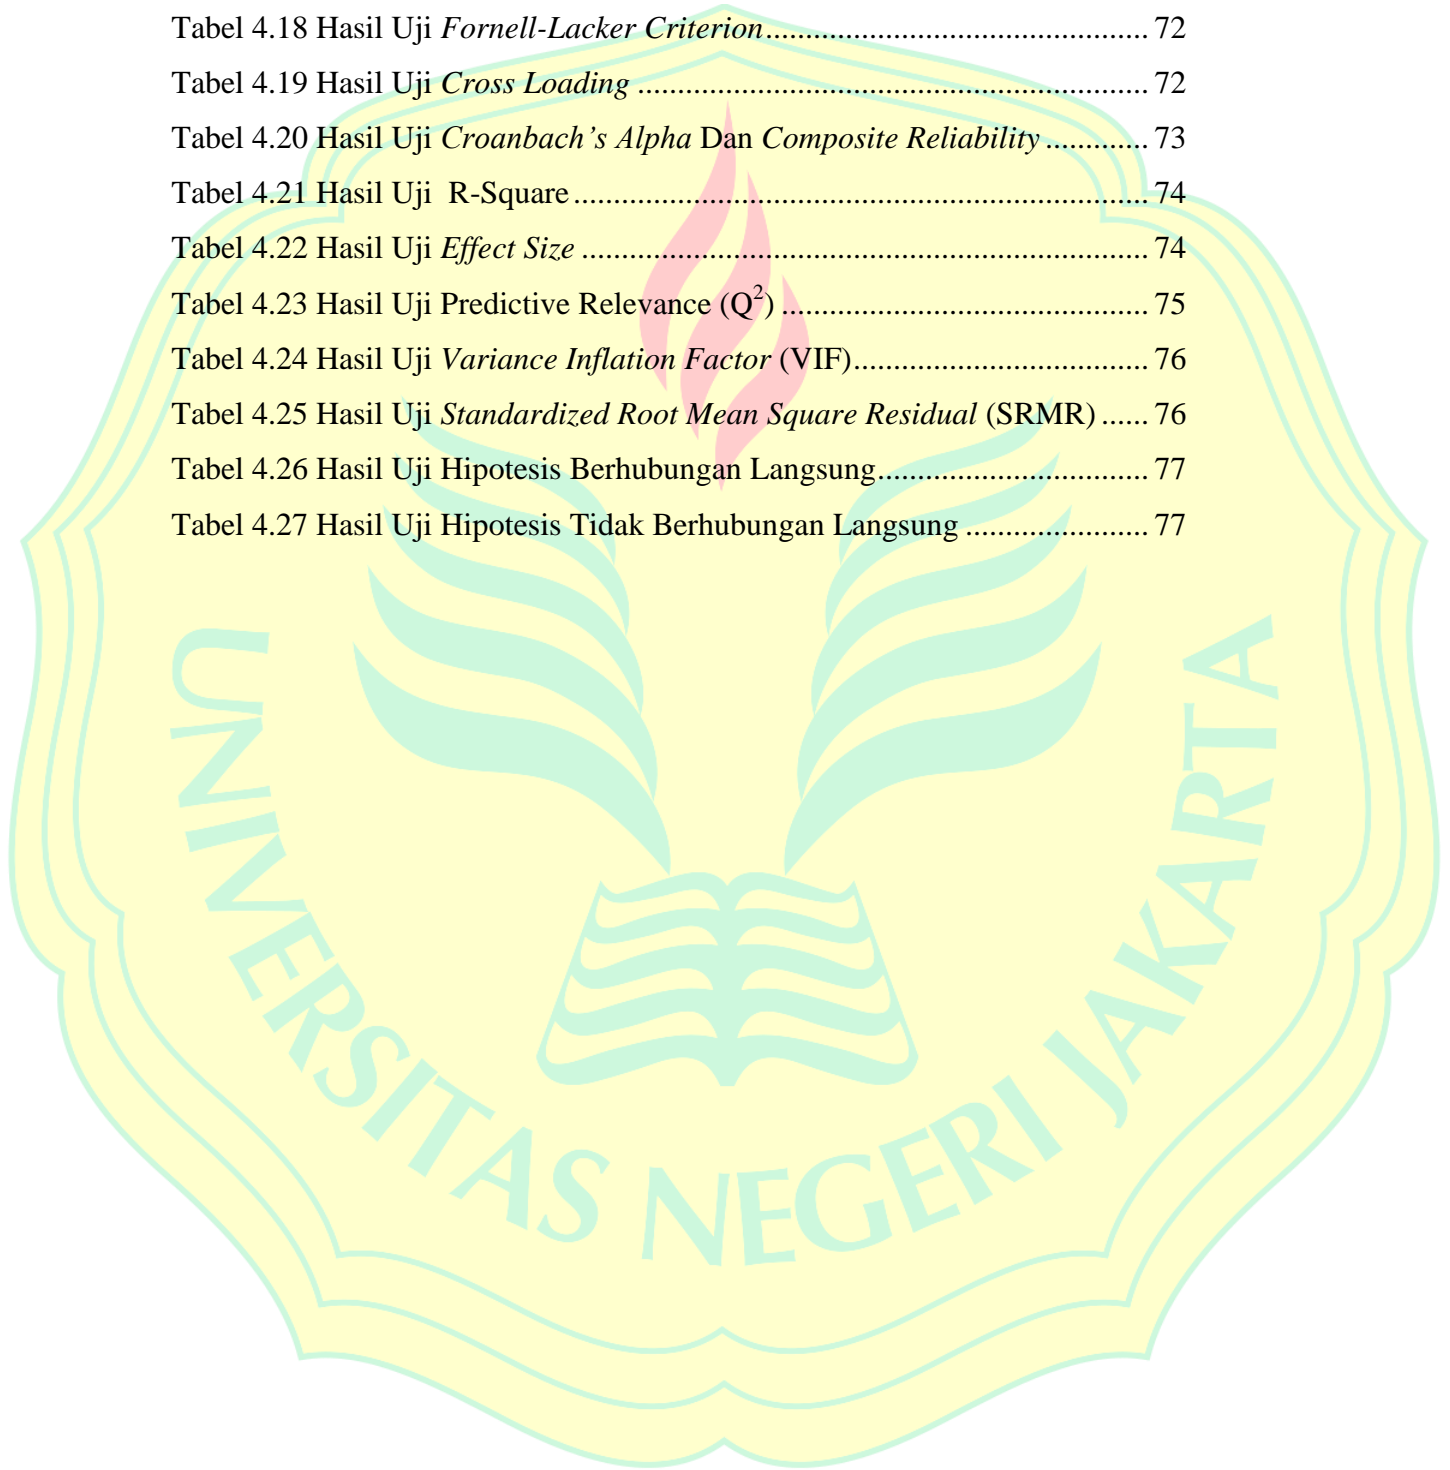 Tabel 4.18 Hasil Uji Fornell-Lacker Criterion................................................ 72
Tabel 4.19 Hasil Uji Cross Loading ................................................................ 72
Tabel 4.20 Hasil Uji Croanbach's Alpha Dan Composite Reliability ............. 73
Tabel 4.21 Hasil Uji  R-Square........................................................................ 74
Tabel 4.22 Hasil Uji Effect Size ....................................................................... 74
Tabel 4.23 Hasil Uji Predictive Relevance (Q²) .............................................. 75
Tabel 4.24 Hasil Uji Variance Inflation Factor (VIF)..................................... 76
Tabel 4.25 Hasil Uji Standardized Root Mean Square Residual (SRMR) ...... 76
Tabel 4.26 Hasil Uji Hipotesis Berhubungan Langsung.................................. 77
Tabel 4.27 Hasil Uji Hipotesis Tidak Berhubungan Langsung ....................... 77
UNIVERSITAS NEGERI JAKARTA